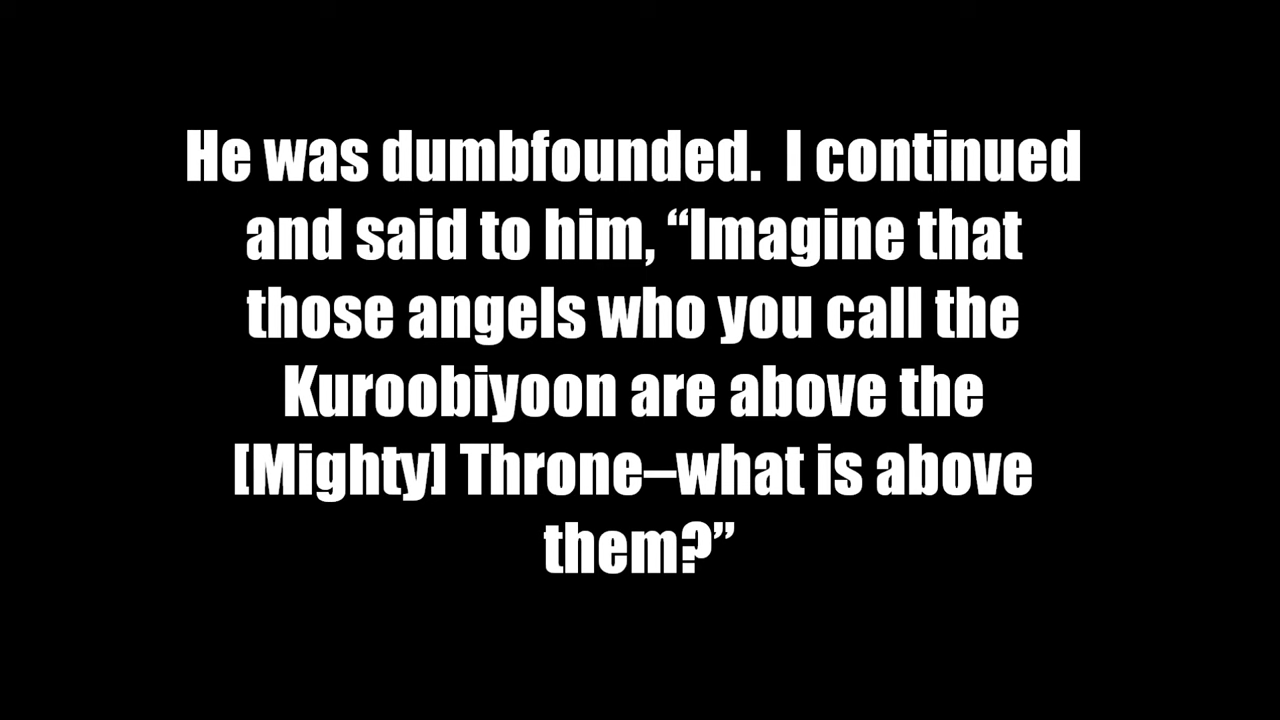 He was dumbfounded.  I continued
and said to him, “Imagine that
those angels who you call the
Kuroobiyoon are above the
[Mighty] Throne–what is above
them?”